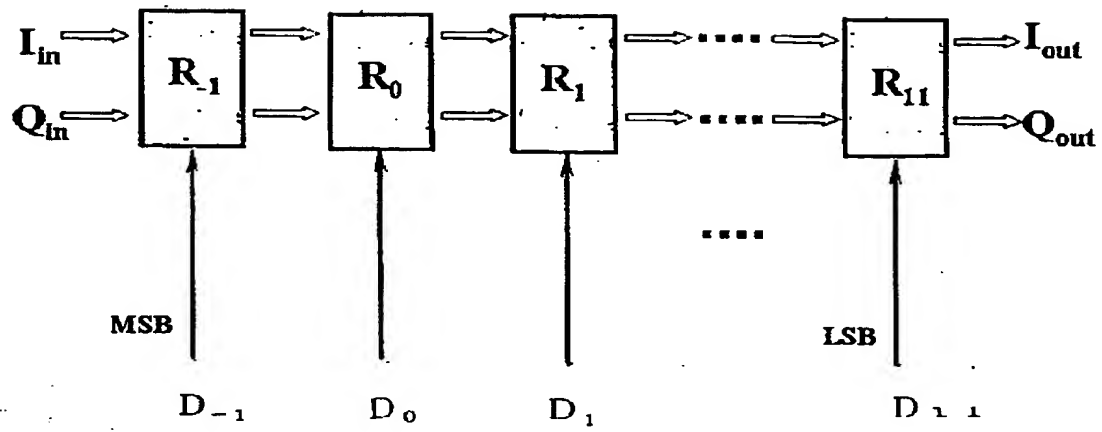 I_in R_-1 R_0 R_1 .... R_11 I_out
Q_in .... Q_out
....
MSB LSB
D_-1 D_0 D_1 D_11